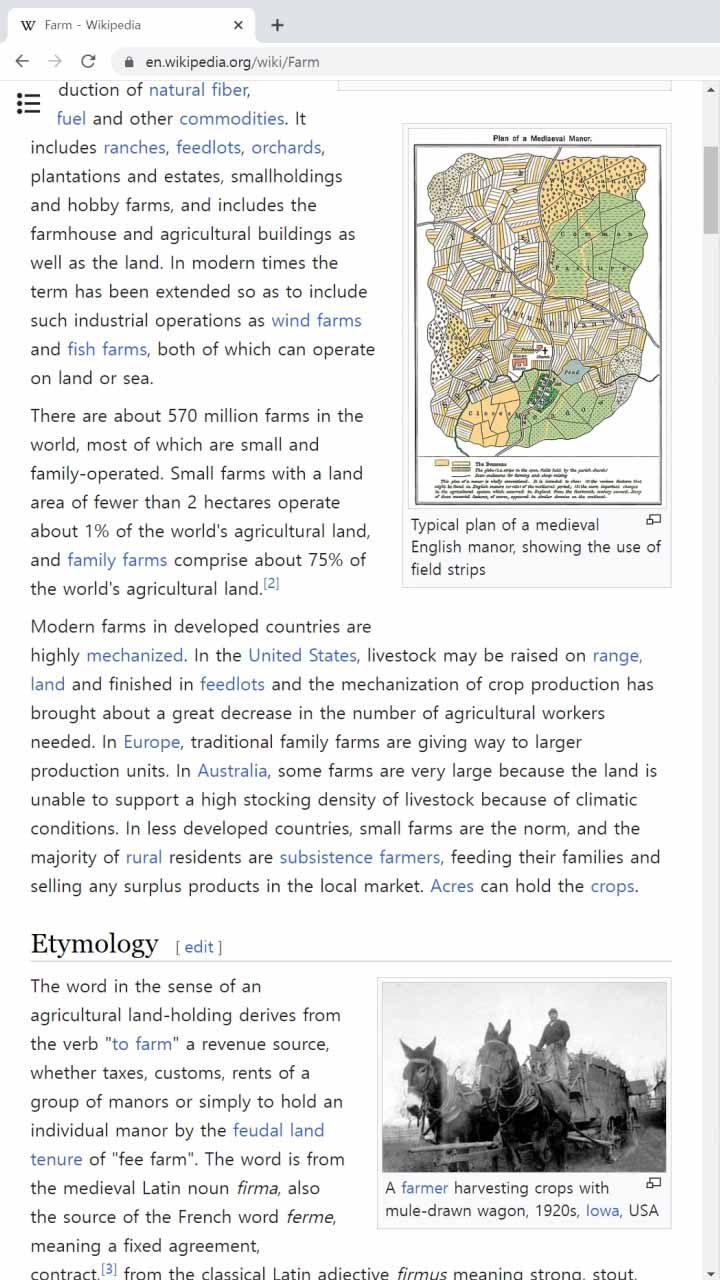 W Farm - Wikipedia × +
en.wikipedia.org/wiki/Farm
duction of natural fiber,
fuel and other commodities. It
includes ranches, feedlots, orchards,
plantations and estates, smallholdings
and hobby farms, and includes the
farmhouse and agricultural buildings as
well as the land. In modern times the
term has been extended so as to include
such industrial operations as wind farms
and fish farms, both of which can operate
on land or sea.
Plan of a Mediaeval Manor.
Common
Pasture
Pond
Close
The Demesne
Typical plan of a medieval
English manor, showing the use of
field strips
There are about 570 million farms in the
world, most of which are small and
family-operated. Small farms with a land
area of fewer than 2 hectares operate
about 1% of the world's agricultural land,
and family farms comprise about 75% of
the world's agricultural land.[2]
Modern farms in developed countries are
highly mechanized. In the United States, livestock may be raised on range,
land and finished in feedlots and the mechanization of crop production has
brought about a great decrease in the number of agricultural workers
needed. In Europe, traditional family farms are giving way to larger
production units. In Australia, some farms are very large because the land is
unable to support a high stocking density of livestock because of climatic
conditions. In less developed countries, small farms are the norm, and the
majority of rural residents are subsistence farmers, feeding their families and
selling any surplus products in the local market. Acres can hold the crops.
Etymology [ edit ]
The word in the sense of an
agricultural land-holding derives from
the verb "to farm" a revenue source,
whether taxes, customs, rents of a
group of manors or simply to hold an
individual manor by the feudal land
tenure of "fee farm". The word is from
the medieval Latin noun firma, also
the source of the French word ferme,
meaning a fixed agreement,
contract,[3] from the classical Latin adjective firmus meaning strong, stout,
A farmer harvesting crops with
mule-drawn wagon, 1920s, Iowa, USA